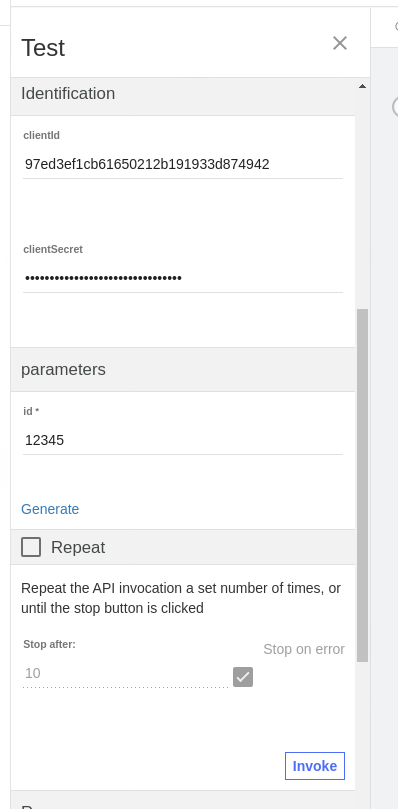 Test
Identification
clientId
97ed3ef1cb61650212b191933d874942
clientSecret
••••••••••••••••••••••••••••••••
parameters
id *
12345
Generate
Repeat
Repeat the API invocation a set number of times, or
until the stop button is clicked
Stop after:
Stop on error
10
Invoke